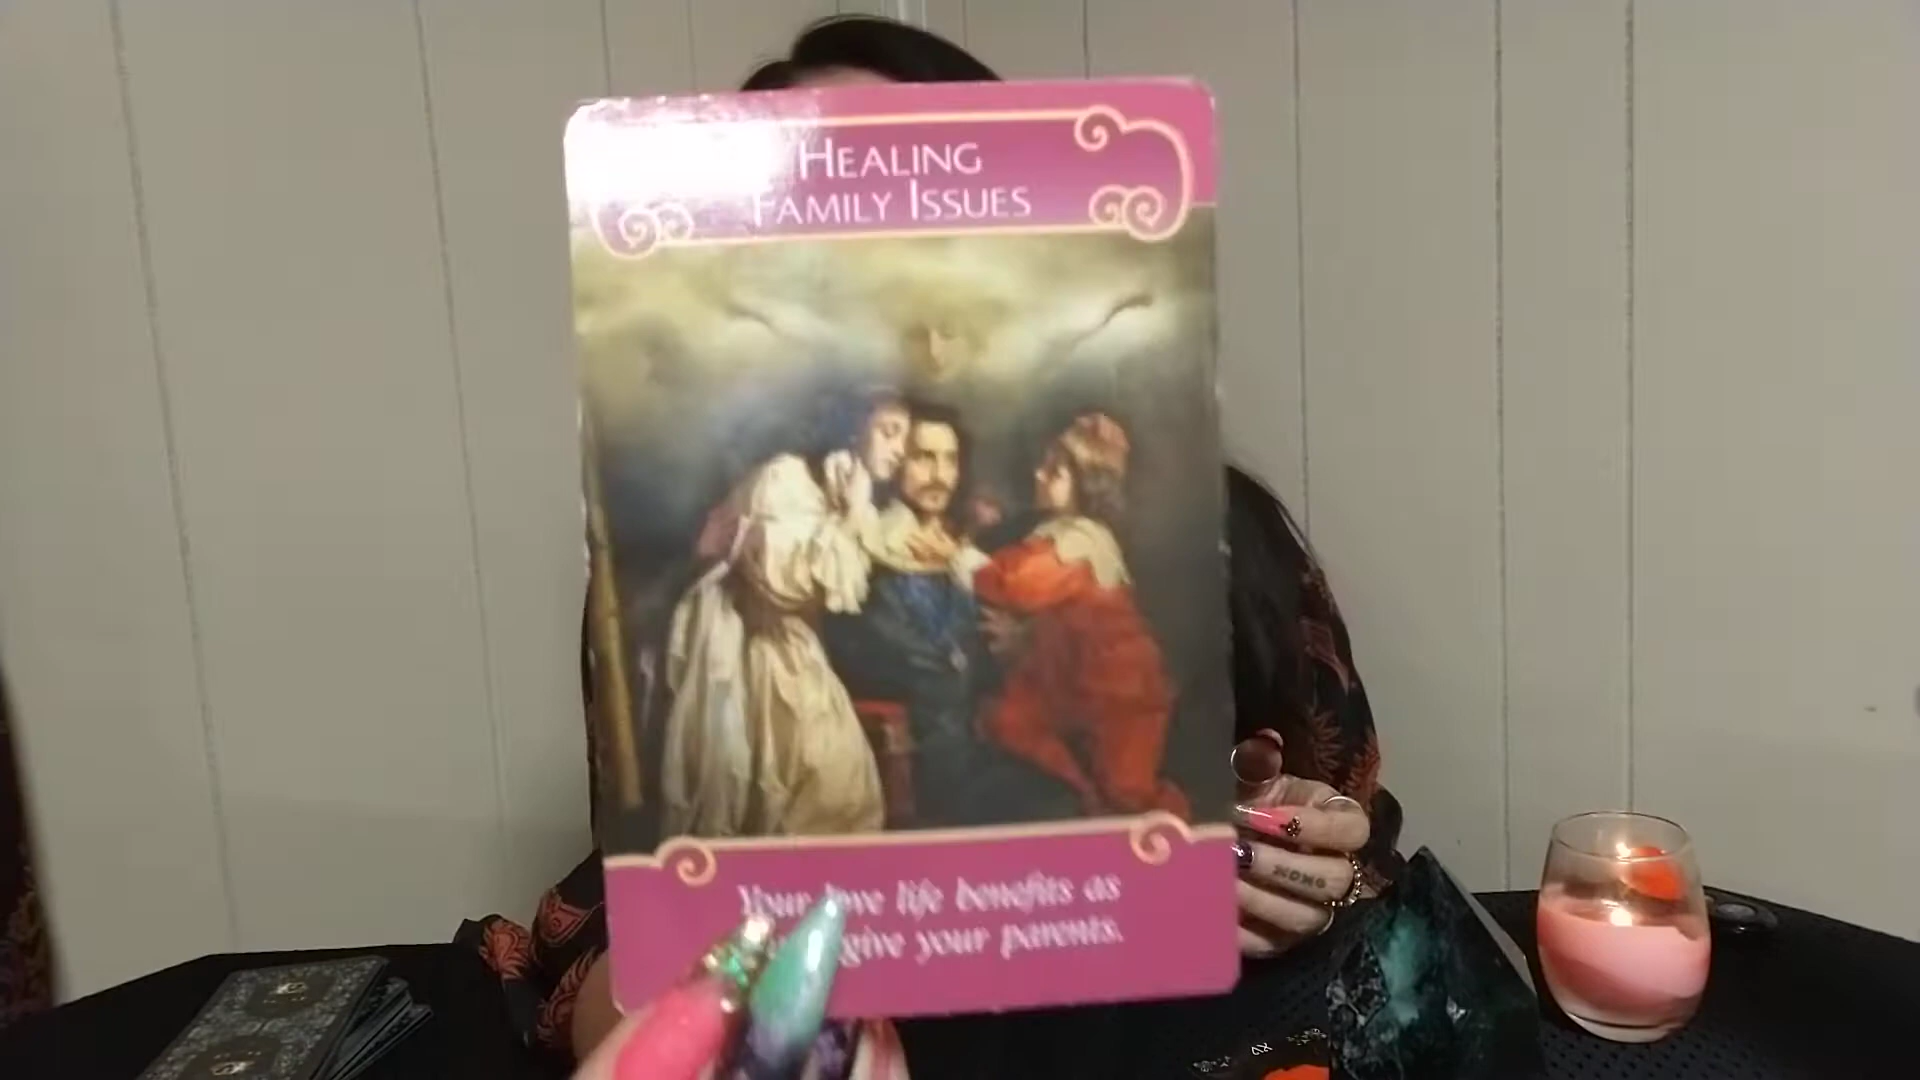 HEALING
FAMILY ISSUES
Your love life benefits as
give your parents.